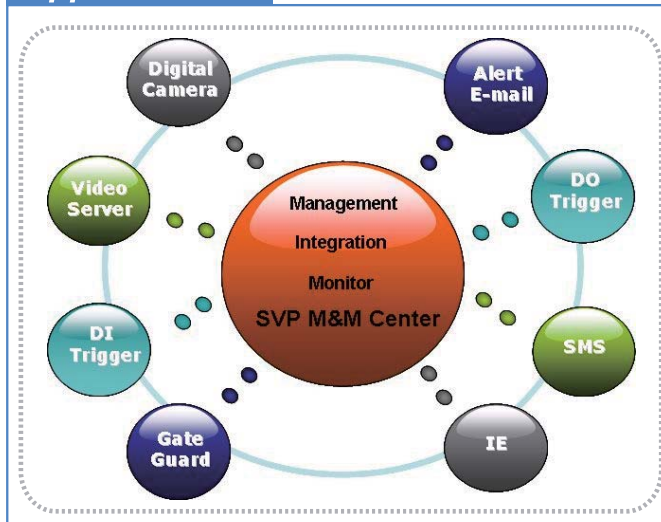 Digital
Camera
Alert
E-mail
Video
Server
DO
Trigger
Management
Integration
Monitor
SVP M&M Center
DI
Trigger
SMS
Gate
Guard
IE